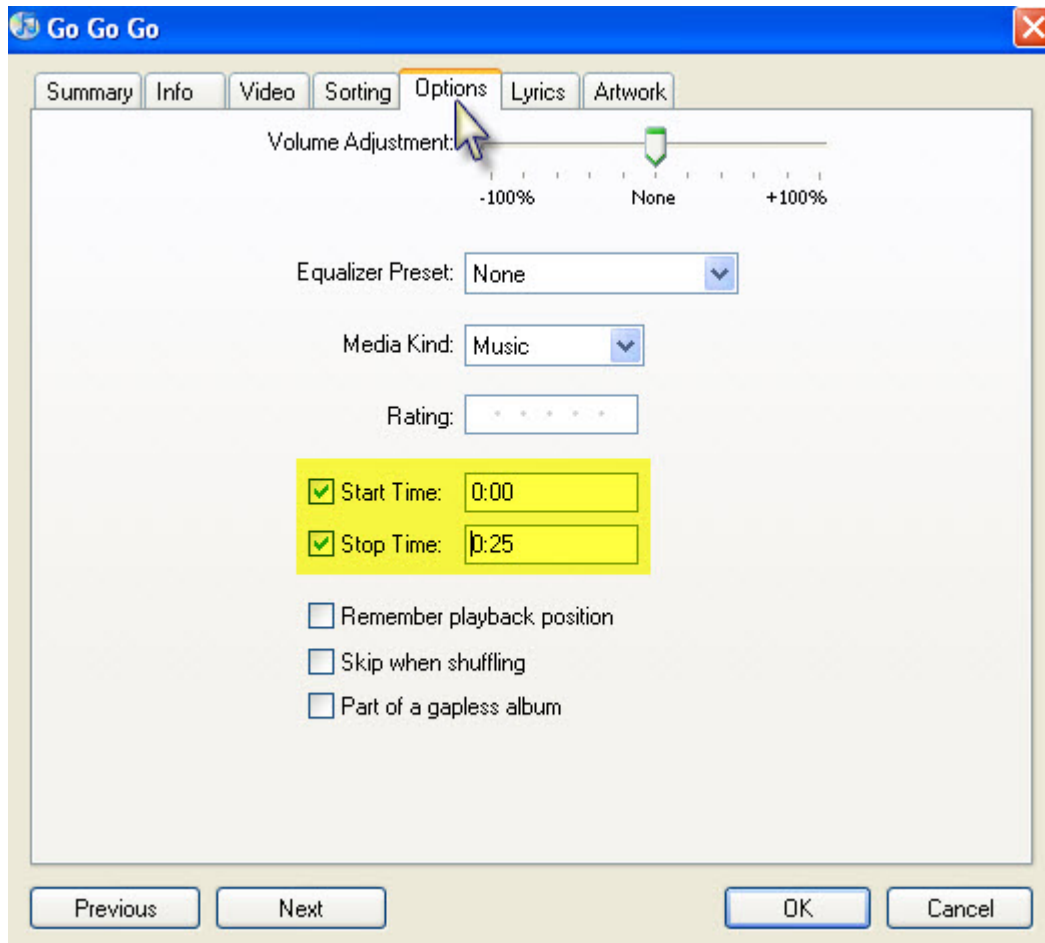 Go Go Go
Summary Info Video Sorting Options Lyrics Artwork
Volume Adjustment:
-100% None +100%
Equalizer Preset: None
Media Kind: Music
Rating:
Start Time: 0:00
Stop Time: 0:25
Remember playback position
Skip when shuffling
Part of a gapless album
Previous Next OK Cancel